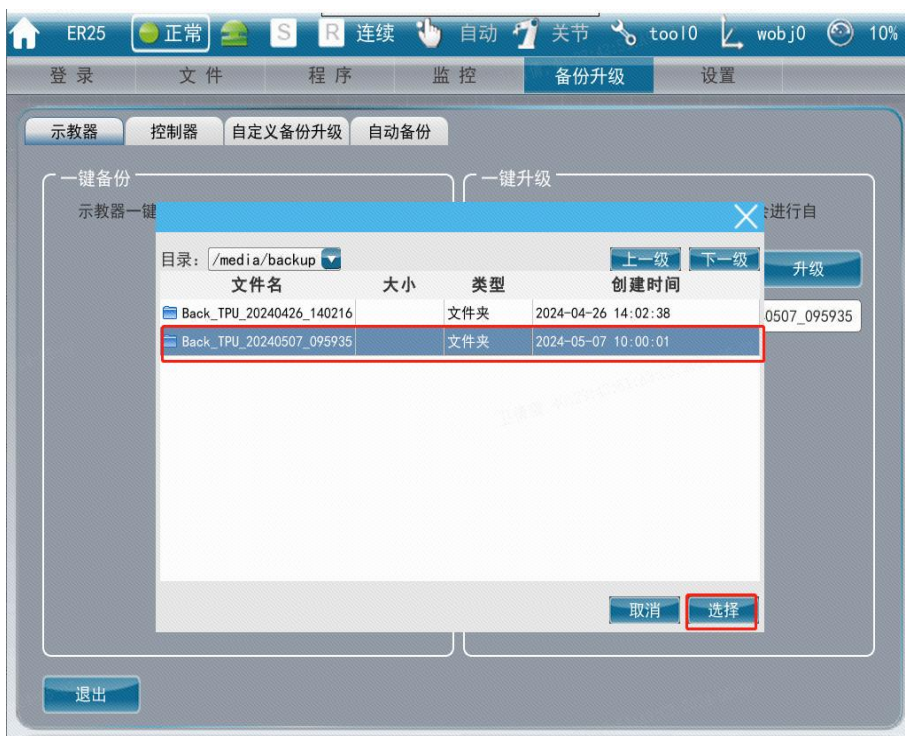 ER25 正常 S R 连续 自动 关节 tool0 wobj0 10%
登录 文件 程序 监控 备份升级 设置
示教器 控制器 自定义备份升级 自动备份
一键备份 一键升级
示教器一键 进行自
目录: /media/backup 上一级 下一级
升级
文件名 大小 类型 创建时间
Back_TPU_20240426_140216 文件夹 2024-04-26 14:02:38
0507_095935
Back_TPU_20240507_095935 文件夹 2024-05-07 10:00:01
取消 选择
退出